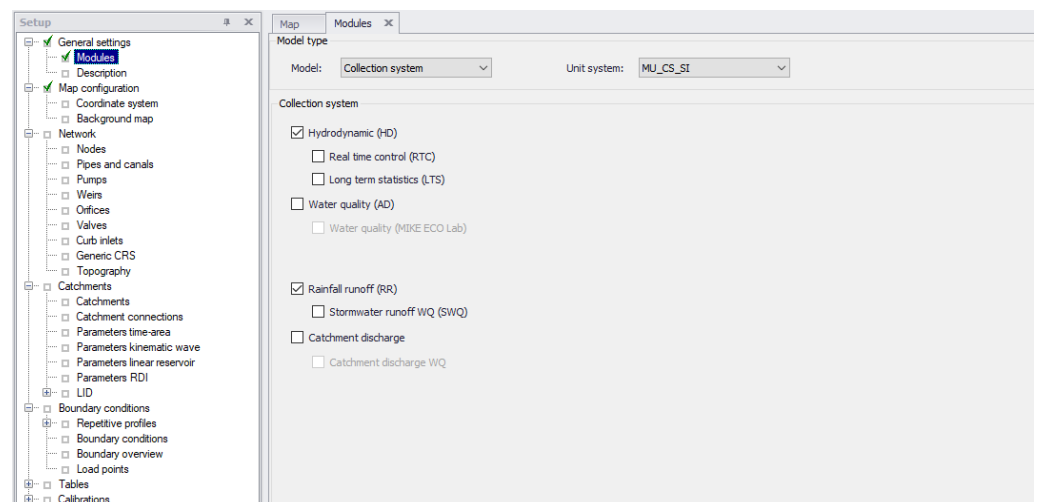 Setup
General settings
Modules
Description
Map configuration
Coordinate system
Background map
Network
Nodes
Pipes and canals
Pumps
Weirs
Orifices
Valves
Curb inlets
Generic CRS
Topography
Catchments
Catchments
Catchment connections
Parameters time-area
Parameters kinematic wave
Parameters linear reservoir
Parameters RDI
LID
Boundary conditions
Repetitive profiles
Boundary conditions
Boundary overview
Load points
Tables
Calibrations
Map Modules
Model type
Model: Collection system Unit system: MU_CS_SI
Collection system
Hydrodynamic (HD)
Real time control (RTC)
Long term statistics (LTS)
Water quality (AD)
Water quality (MIKE ECO Lab)
Rainfall runoff (RR)
Stormwater runoff WQ (SWQ)
Catchment discharge
Catchment discharge WQ